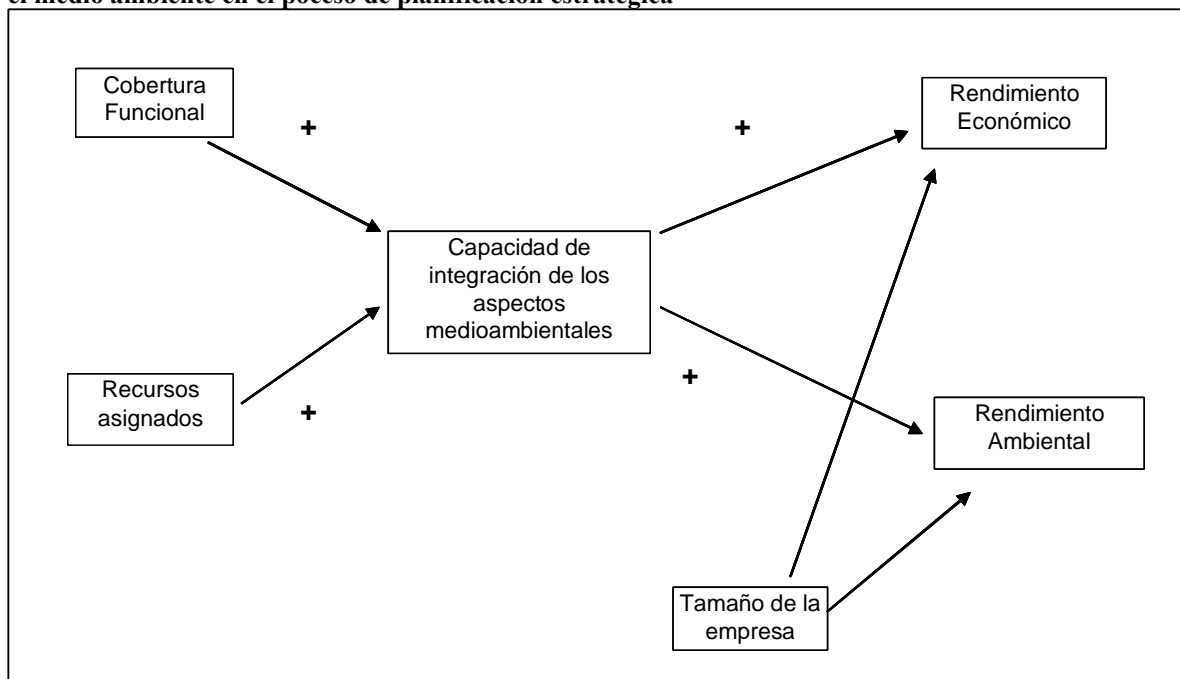 el medio ambiente en el poceso de planificación estratégica
Cobertura
Funcional
+
+
Rendimiento
Económico
Capacidad de
integración de los
aspectos
medioambientales
Recursos
asignados
+
+
Rendimiento
Ambiental
Tamaño de la
empresa